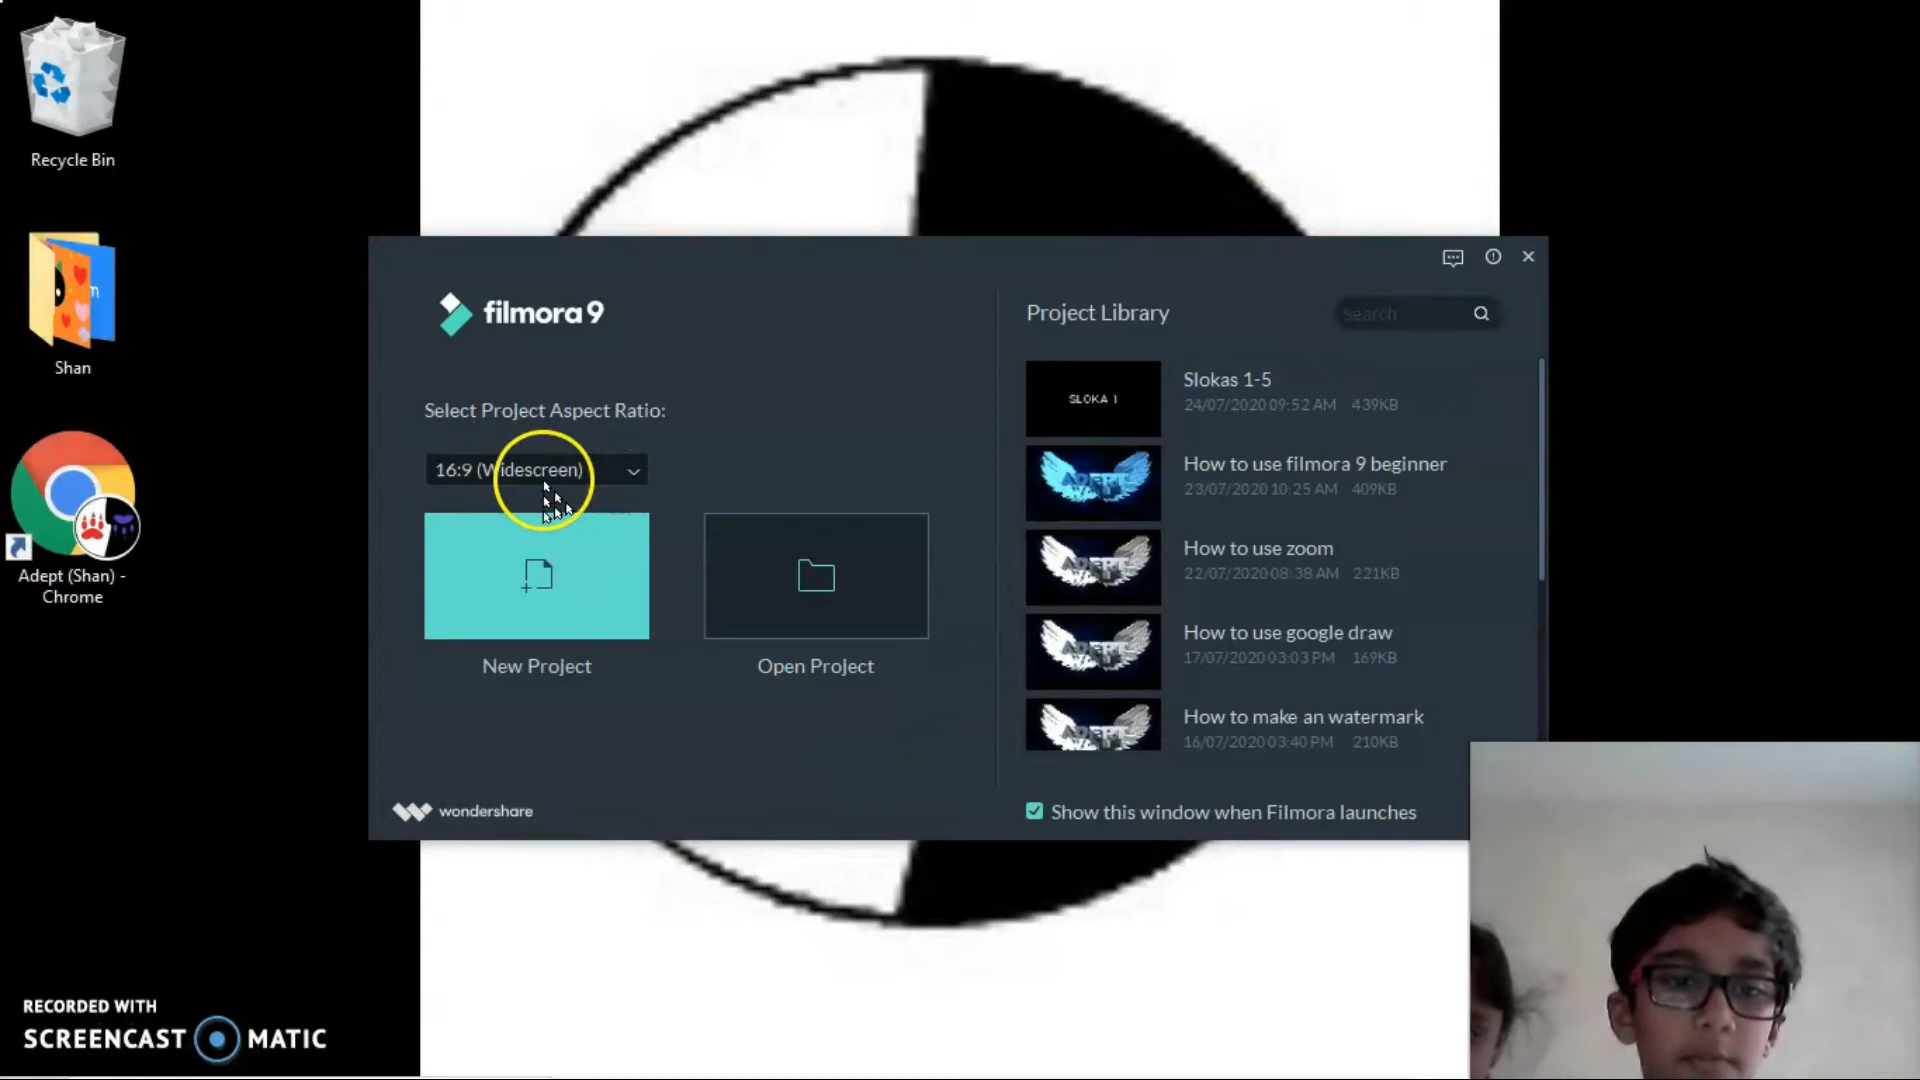 Recycle Bin
Shan
Adept (Shan) -
Chrome
filmora 9
Select Project Aspect Ratio:
16:9 (Widescreen)
New Project
Open Project
wondershare
Project Library
Search
SLOKA 1
Slokas 1-5
24/07/2020 09:52 AM 439KB
How to use filmora 9 beginner
23/07/2020 10:25 AM 409KB
How to use zoom
22/07/2020 08:38 AM 221KB
How to use google draw
17/07/2020 03:03 PM 169KB
How to make an watermark
16/07/2020 03:40 PM 210KB
Show this window when Filmora launches
RECORDED WITH
SCREENCAST MATIC